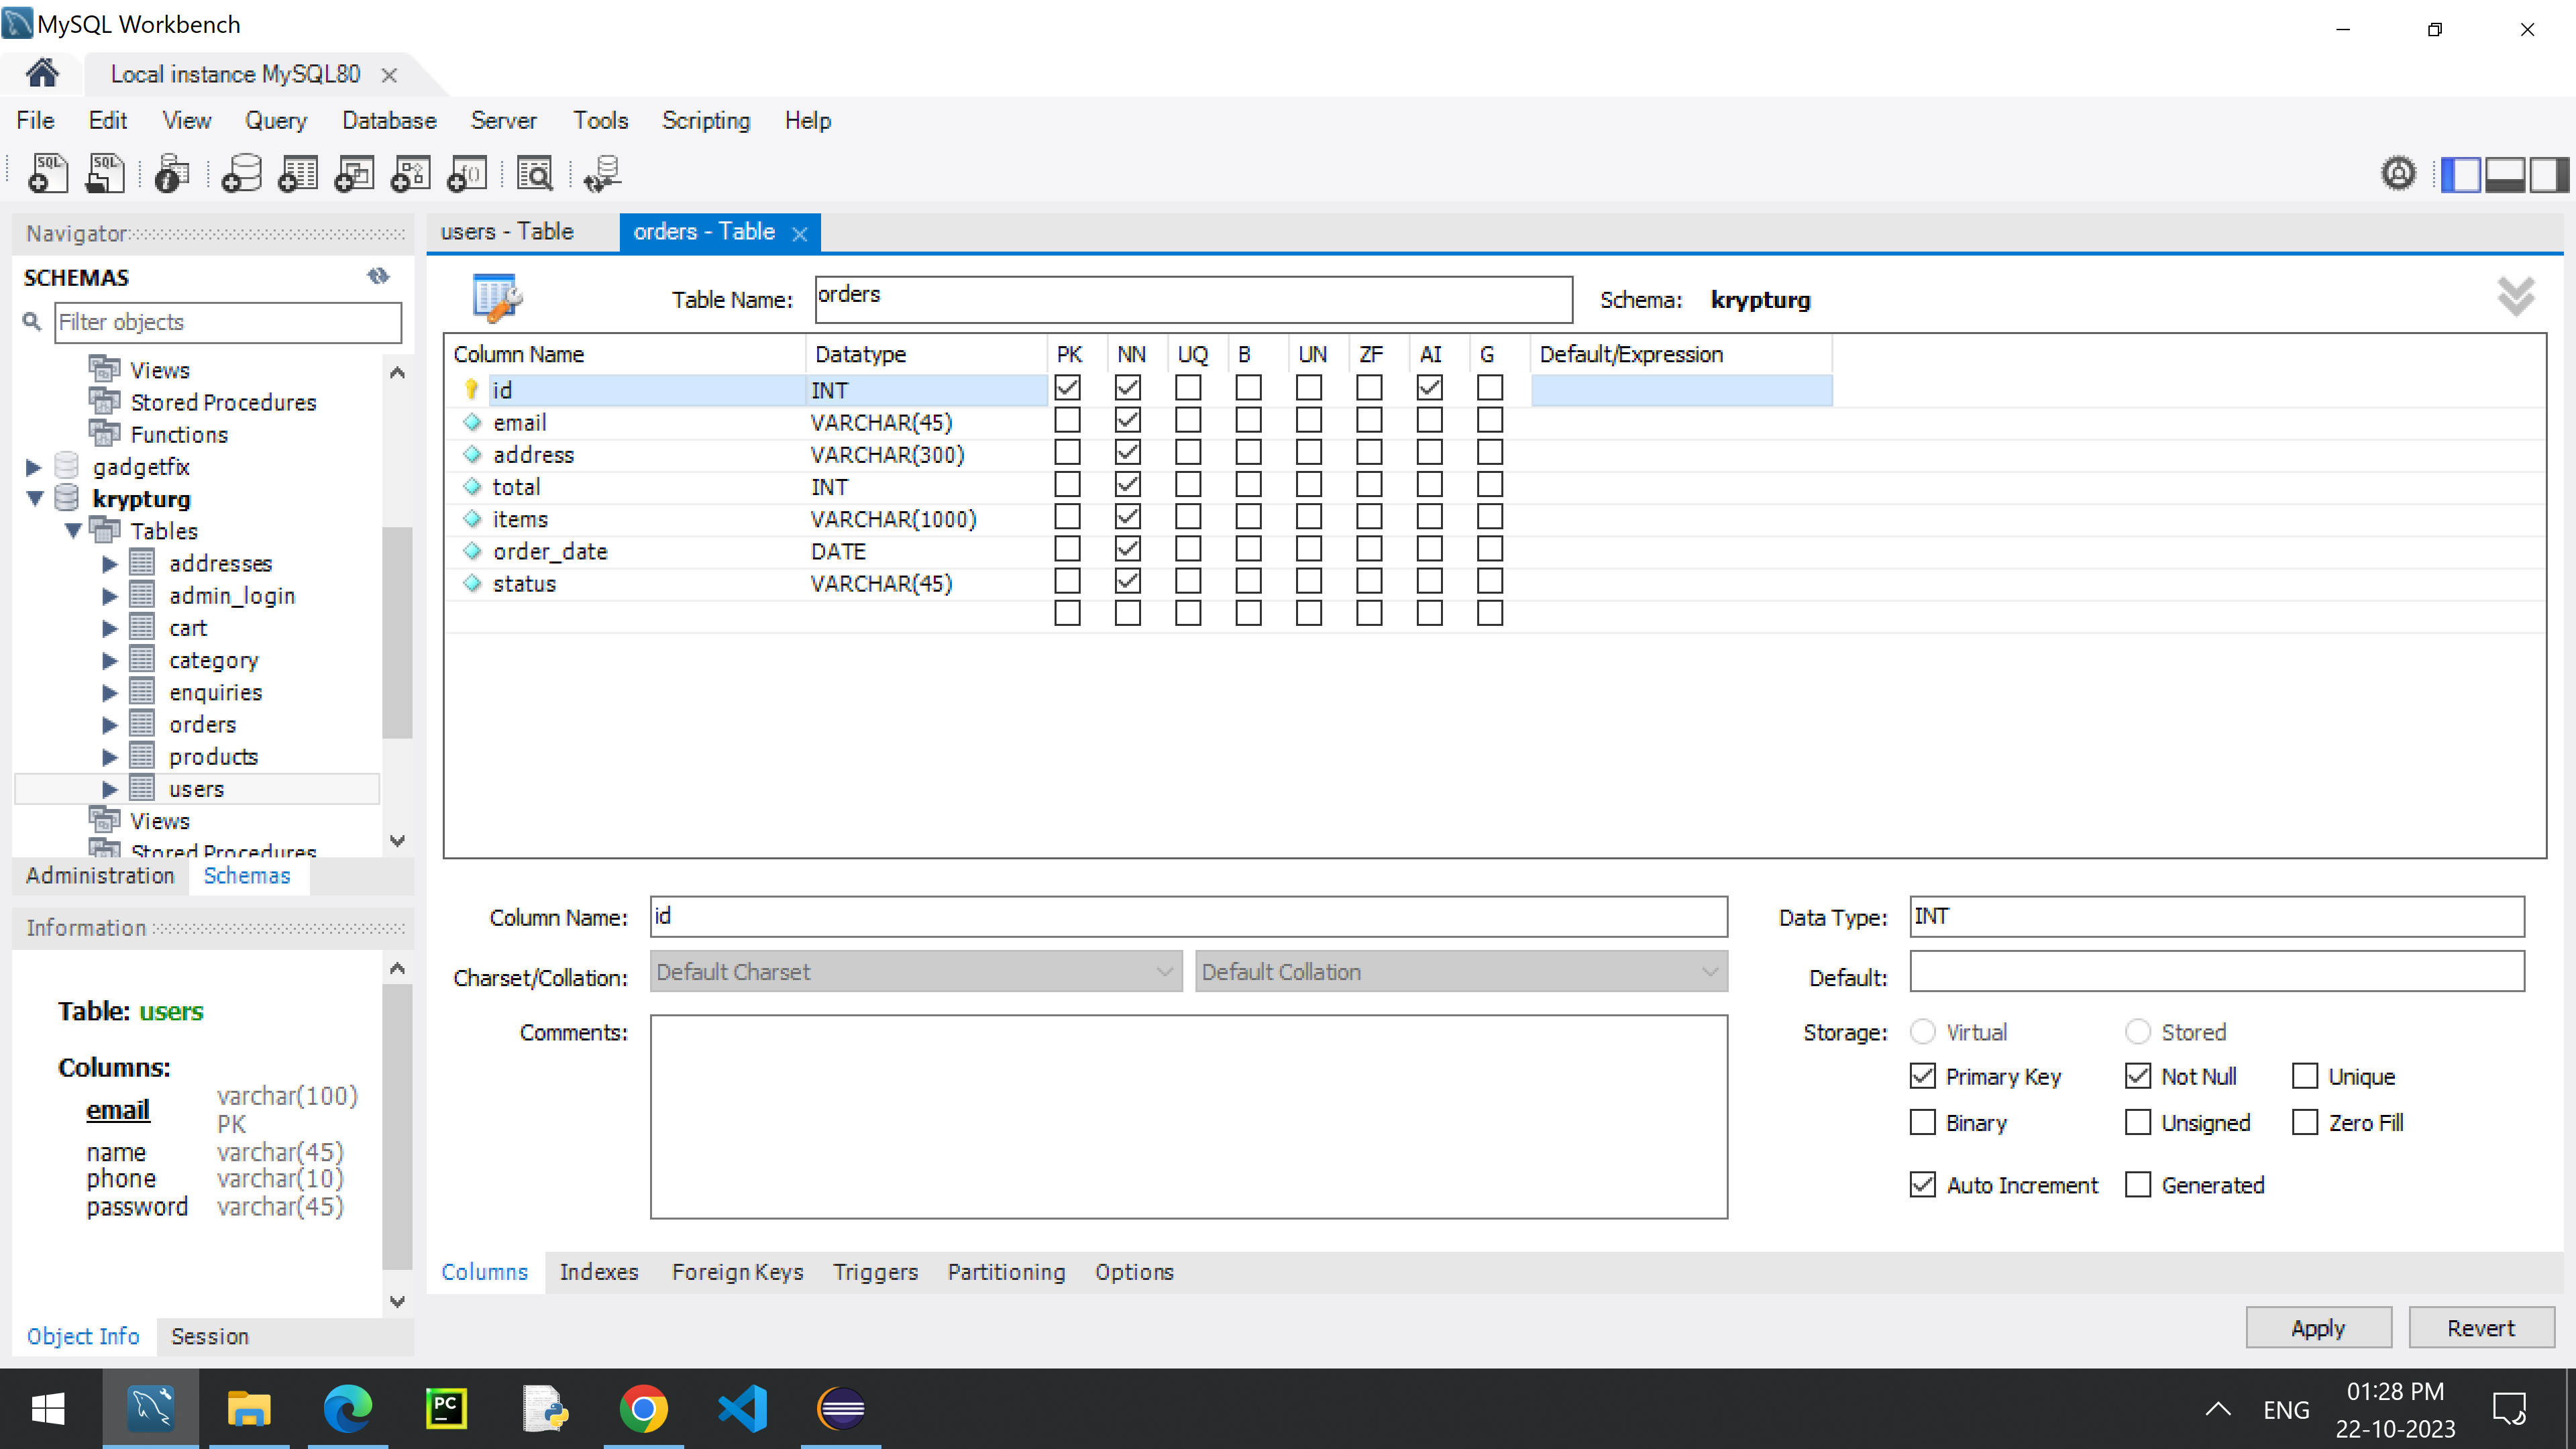 MySQL Workbench
Local instance MySQL80
File Edit View Query Database Server Tools Scripting Help
Navigator
SCHEMAS
Filter objects
Views
Stored Procedures
Functions
gadgetfix
krypturg
Tables
addresses
admin_login
cart
category
enquiries
orders
products
users
Views
Stored Procedures
Administration Schemas
Information
Table: users
Columns:
email varchar(100) PK
name varchar(45)
phone varchar(10)
password varchar(45)
Object Info Session
users - Table orders - Table
Table Name: orders Schema: krypturg
Column Name Datatype PK NN UQ B UN ZF AI G Default/Expression
id INT
email VARCHAR(45)
address VARCHAR(300)
total INT
items VARCHAR(1000)
order_date DATE
status VARCHAR(45)
Column Name: id Data Type: INT
Charset/Collation: Default Charset Default Collation Default:
Comments: Storage: Virtual Stored
Primary Key Not Null Unique
Binary Unsigned Zero Fill
Auto Increment Generated
Columns Indexes Foreign Keys Triggers Partitioning Options
Apply Revert
ENG
01:28 PM
22-10-2023